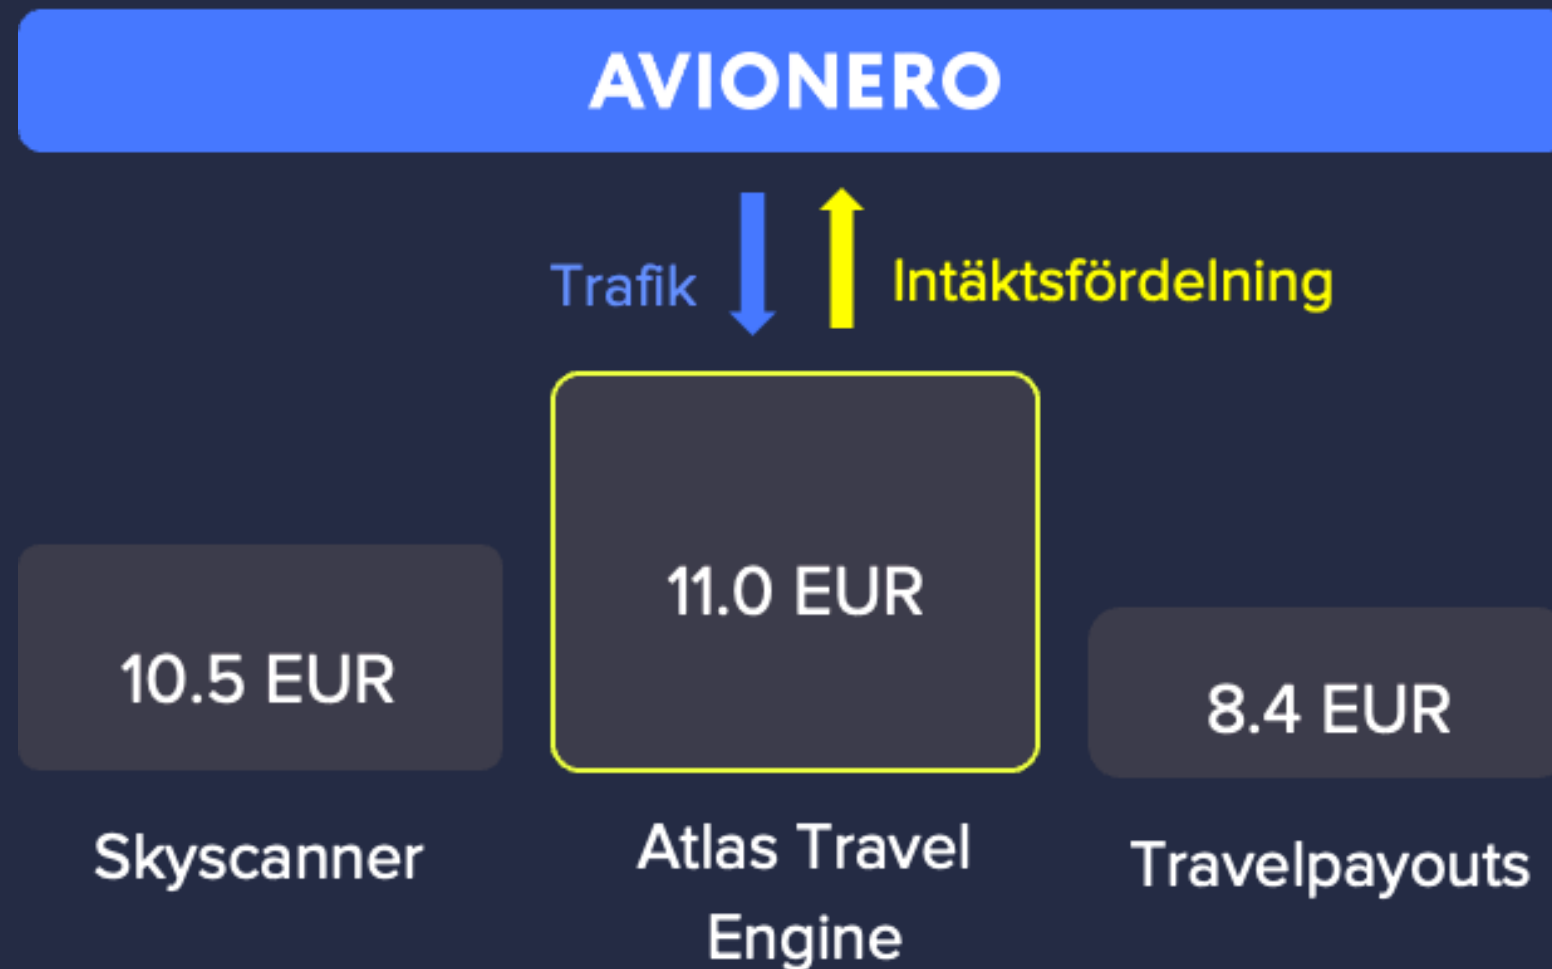 AVIONERO
Trafik
Intäktsfördelning
11.0 EUR
10.5 EUR
8.4 EUR
Skyscanner
Atlas Travel
Engine
Travelpayouts